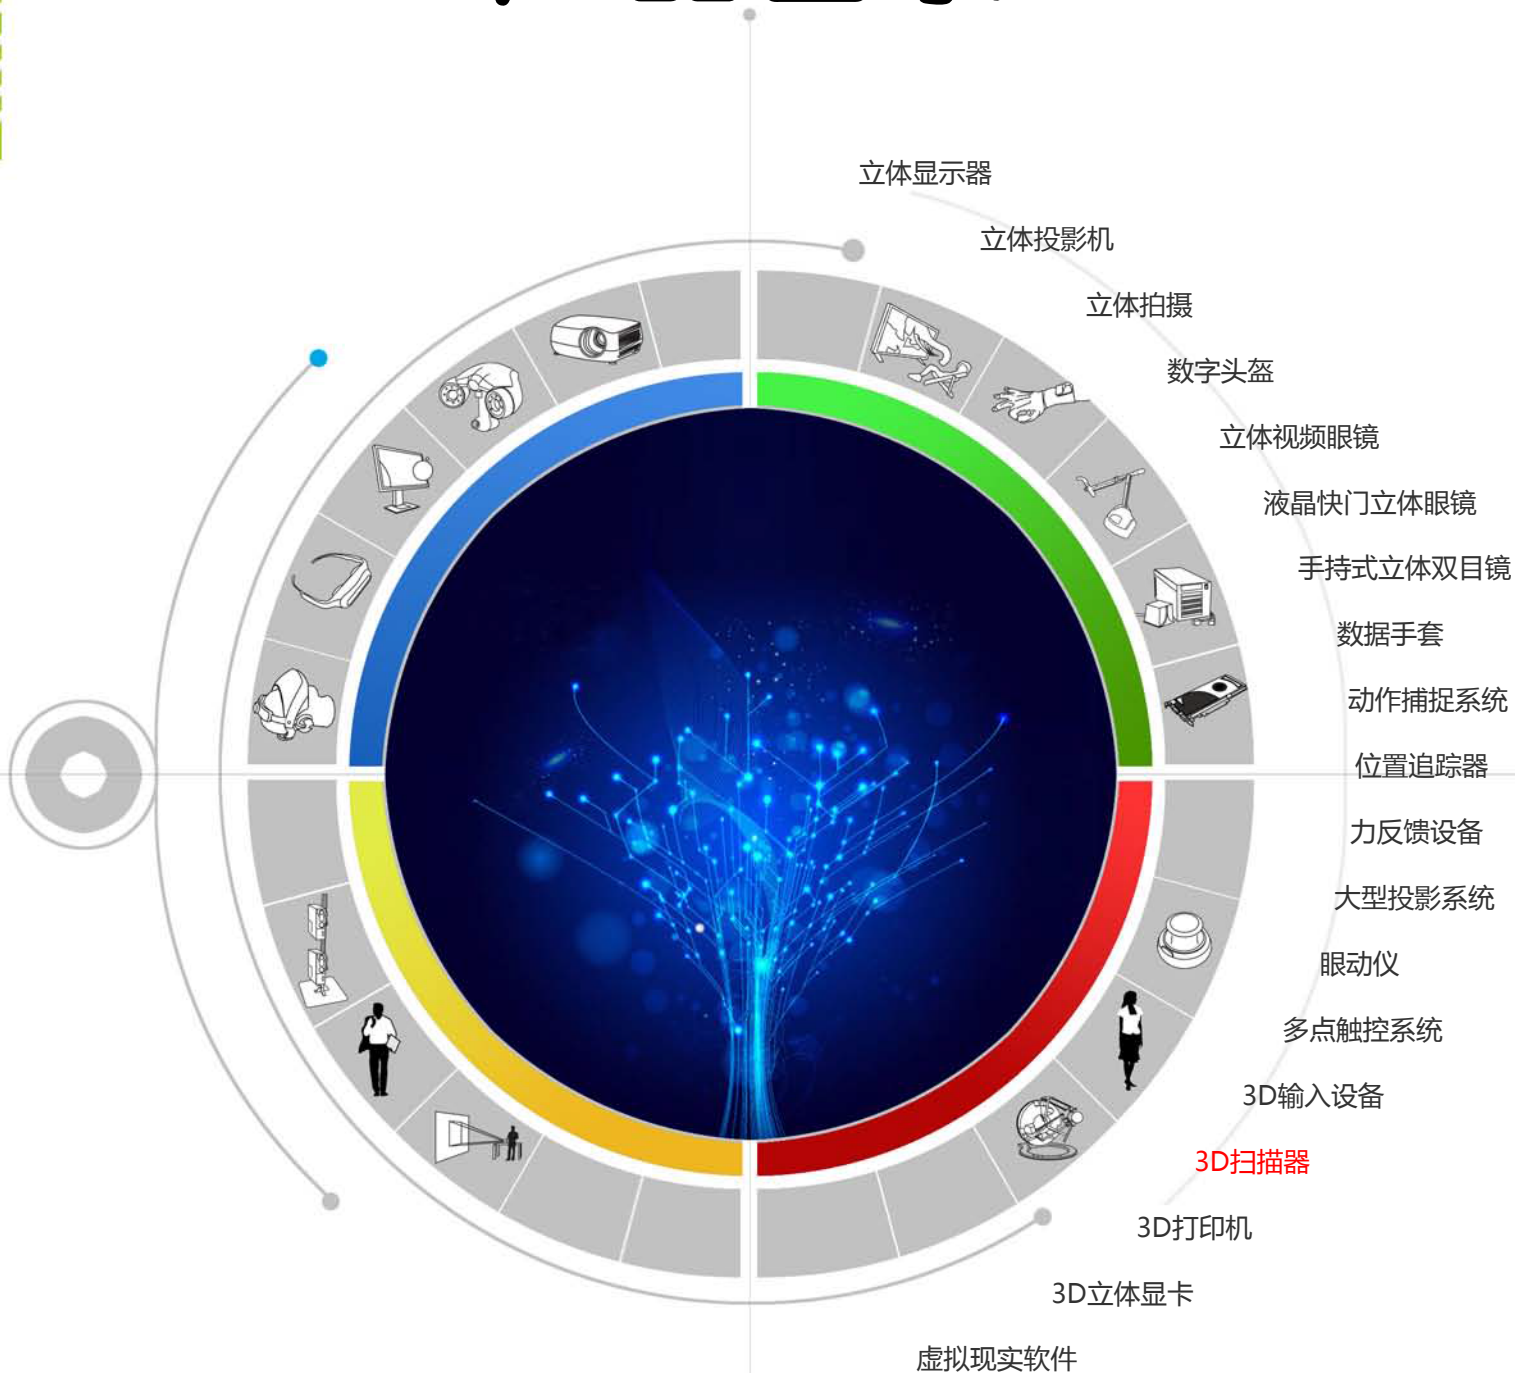 立体显示器
立体投影机
立体拍摄
数字头盔
立体视频眼镜
液晶快门立体眼镜
手持式立体双目镜
数据手套
动作捕捉系统
位置追踪器
力反馈设备
大型投影系统
眼动仪
多点触控系统
3D输入设备
3D扫描器
3D打印机
3D立体显卡
虚拟现实软件